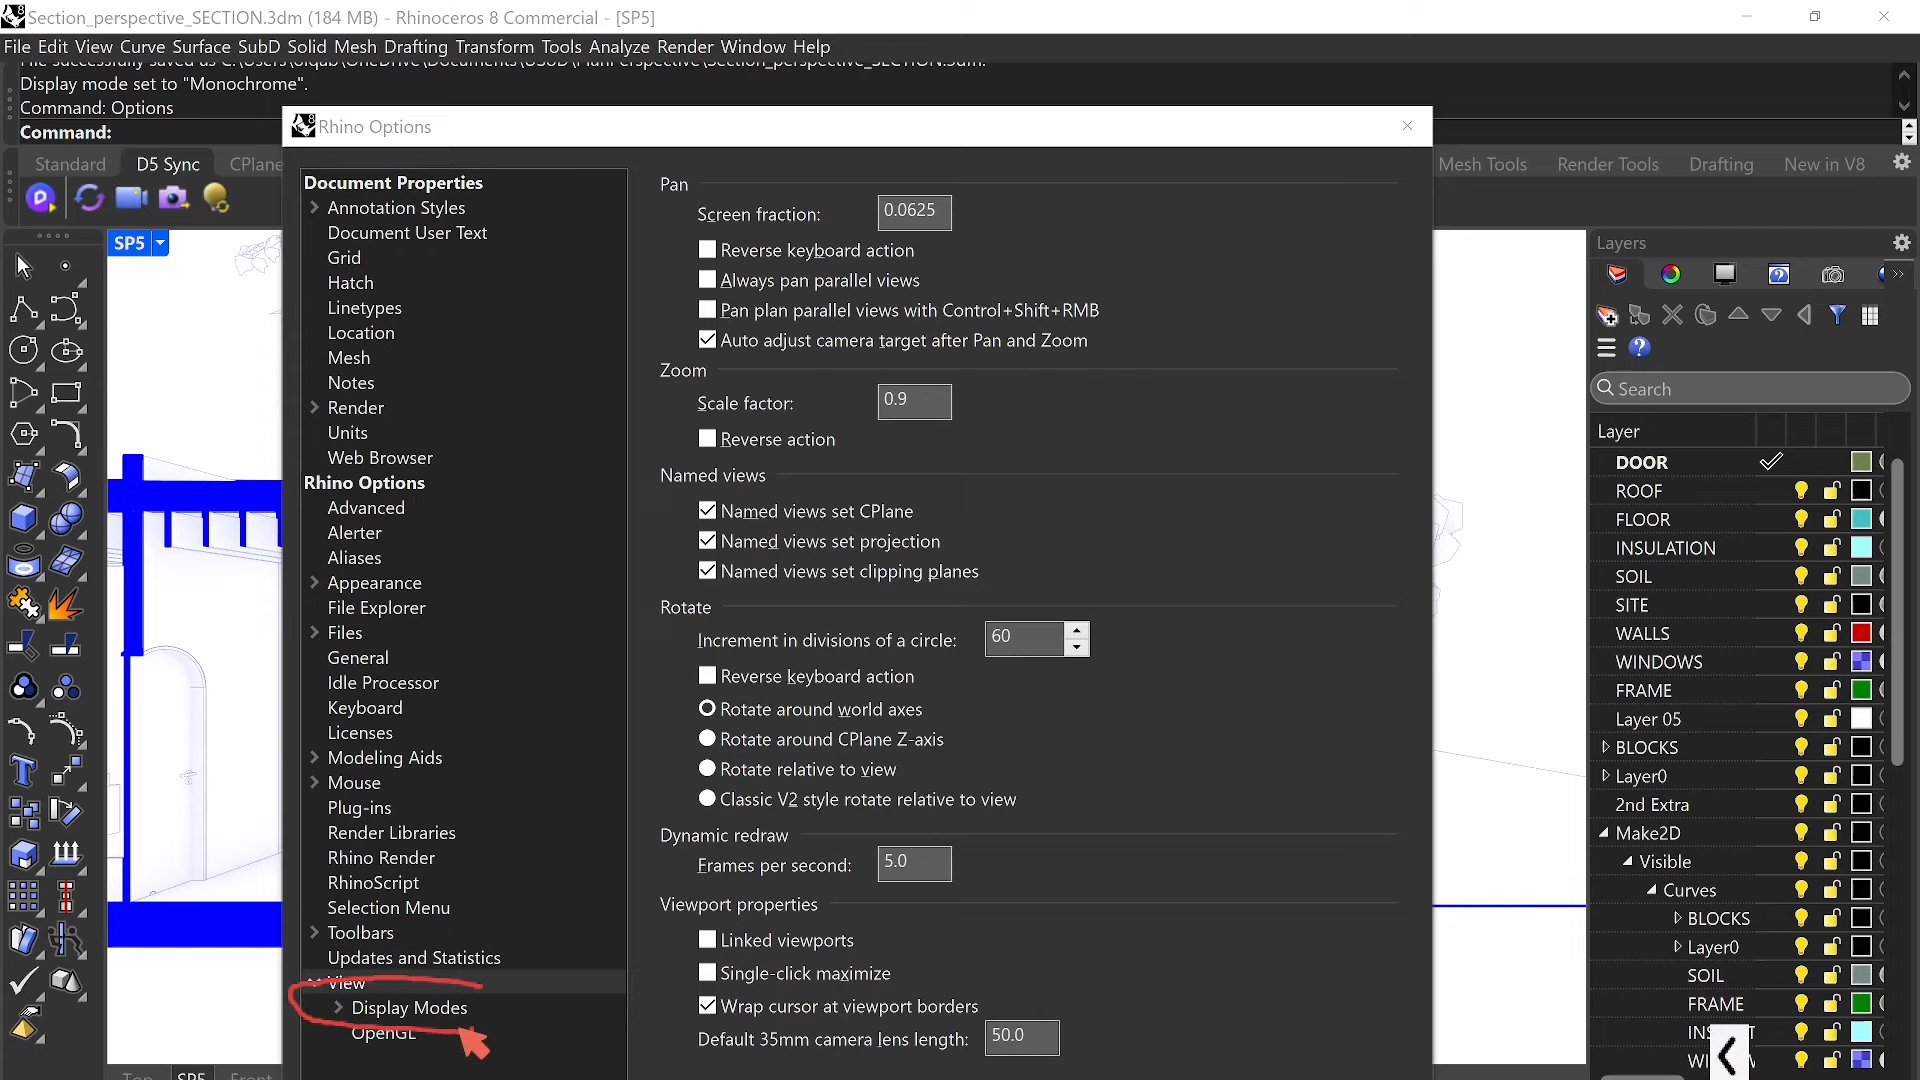 Section_perspective_SECTION.3dm (184 MB) - Rhinoceros 8 Commercial - [SP5]
File Edit View Curve Surface SubD Solid Mesh Drafting Transform Tools Analyze Render Window Help
Display mode set to "Monochrome".
Command: Options
Command:
Standard D5 Sync CPlane
Mesh Tools Render Tools Drafting New in V8
SP5
Rhino Options
Document Properties
Annotation Styles
Document User Text
Grid
Hatch
Linetypes
Location
Mesh
Notes
Render
Units
Web Browser
Rhino Options
Advanced
Alerter
Aliases
Appearance
File Explorer
Files
General
Idle Processor
Keyboard
Licenses
Modeling Aids
Mouse
Plug-ins
Render Libraries
Rhino Render
RhinoScript
Selection Menu
Toolbars
Updates and Statistics
View
Display Modes
OpenGL
Pan
Screen fraction: 0.0625
Reverse keyboard action
Always pan parallel views
Pan plan parallel views with Control+Shift+RMB
Auto adjust camera target after Pan and Zoom
Zoom
Scale factor: 0.9
Reverse action
Named views
Named views set CPlane
Named views set projection
Named views set clipping planes
Rotate
Increment in divisions of a circle: 60
Reverse keyboard action
Rotate around world axes
Rotate around CPlane Z-axis
Rotate relative to view
Classic V2 style rotate relative to view
Dynamic redraw
Frames per second: 5.0
Viewport properties
Linked viewports
Single-click maximize
Wrap cursor at viewport borders
Default 35mm camera lens length: 50.0
Layers
Search
Layer
DOOR
ROOF
FLOOR
INSULATION
SOIL
SITE
WALLS
WINDOWS
FRAME
Layer 05
BLOCKS
Layer0
2nd Extra
Make2D
Visible
Curves
BLOCKS
Layer0
SOIL
FRAME
SP5